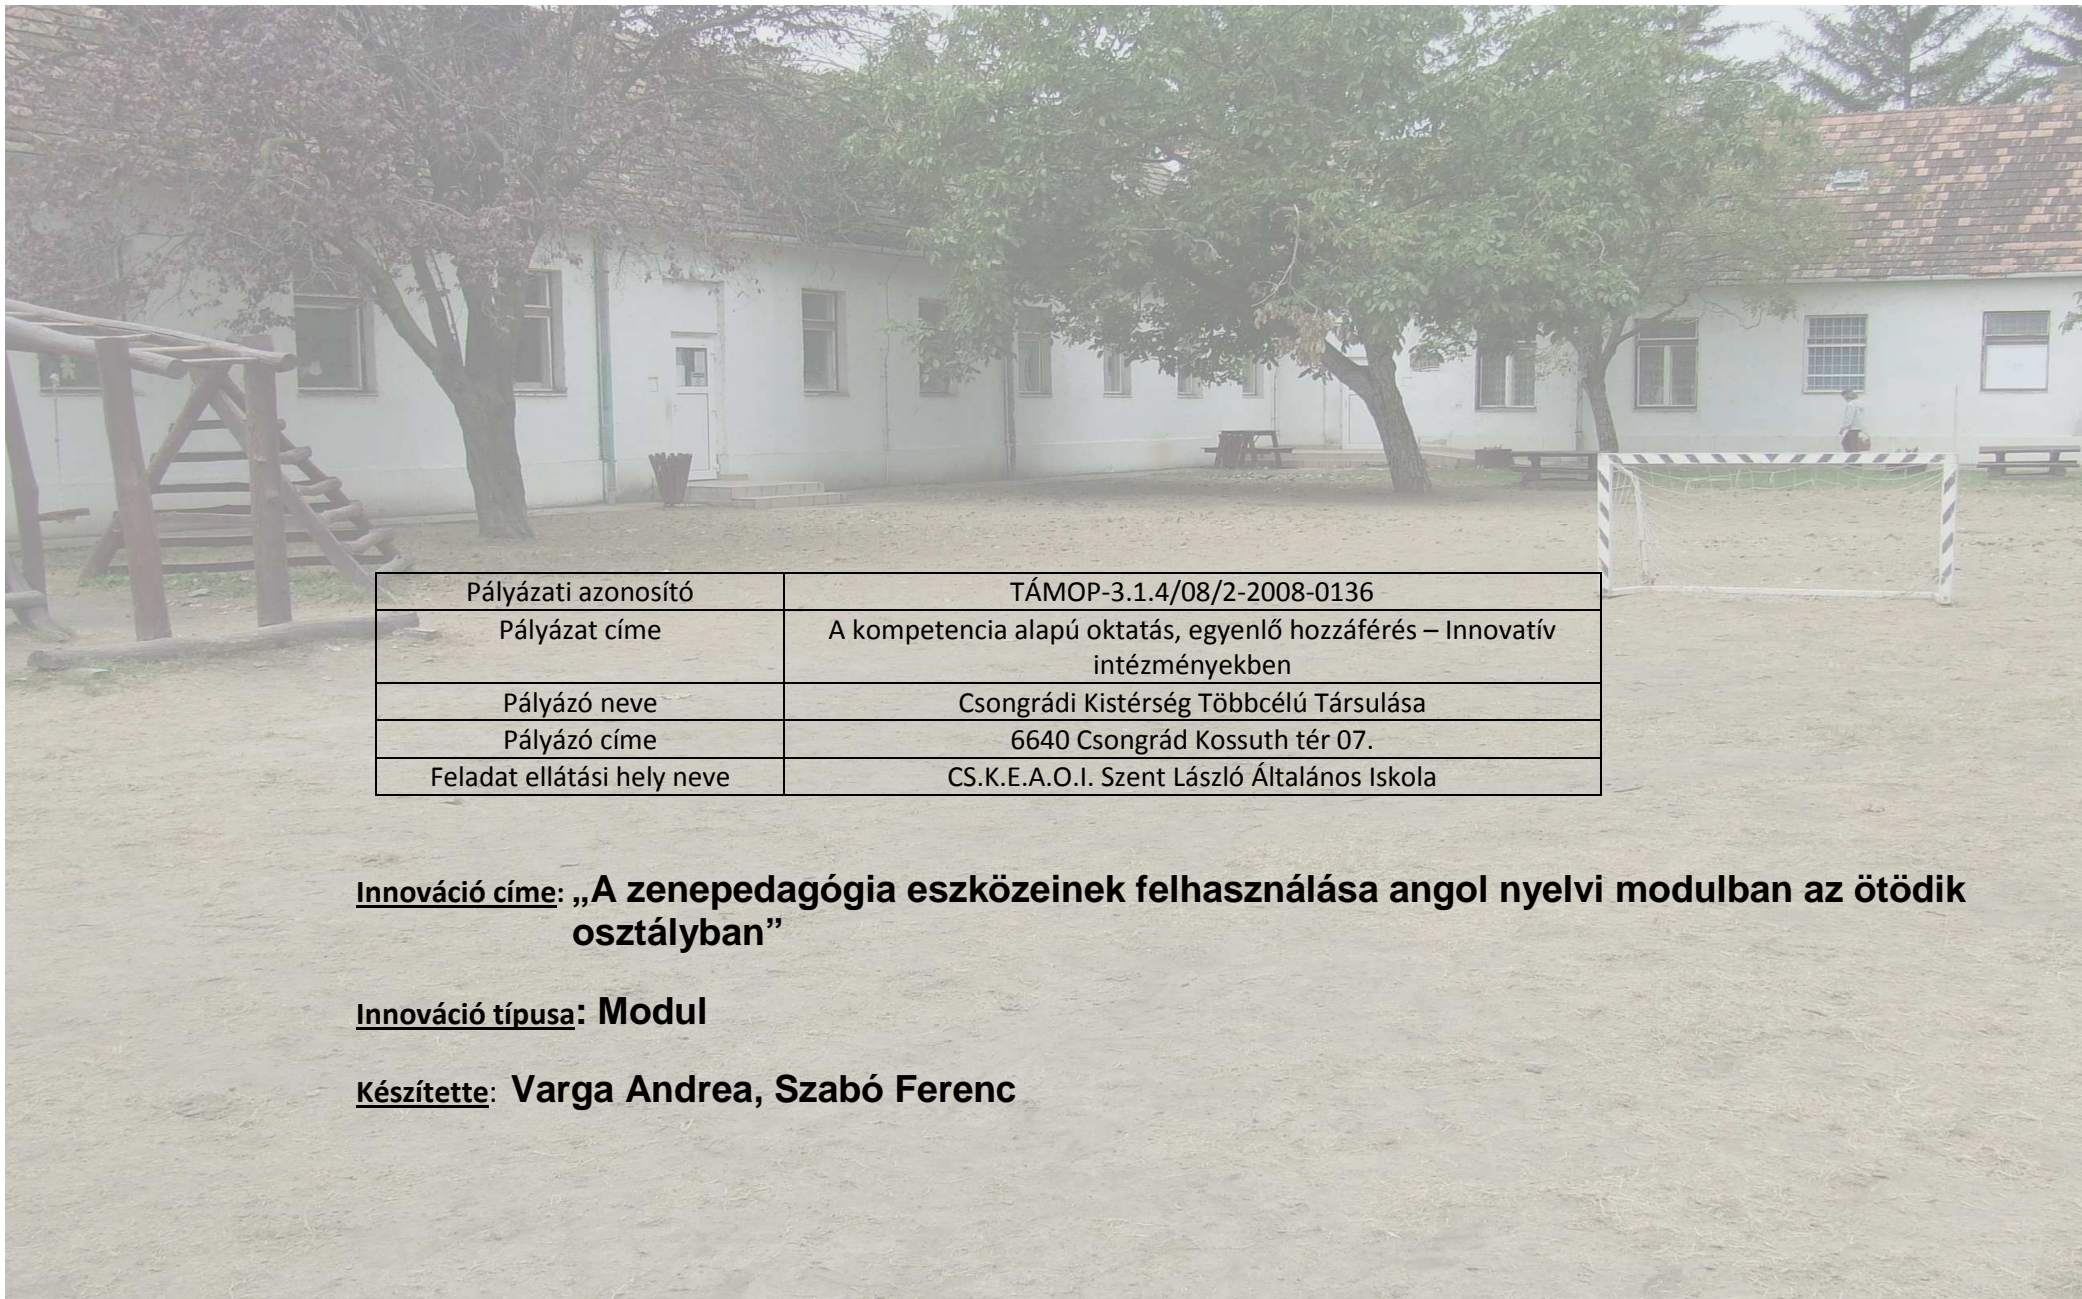 Pályázati azonosító TÁMOP-3.1.4/08/2-2008-0136
Pályázat címe A kompetencia alapú oktatás, egyenlő hozzáférés – Innovatív
intézményekben
Pályázó neve Csongrádi Kistérség Többcélú Társulása
Pályázó címe 6640 Csongrád Kossuth tér 07.
Feladat ellátási hely neve CS.K.E.A.O.I. Szent László Általános Iskola
Innováció címe: „A zenepedagógia eszközeinek felhasználása angol nyelvi modulban az ötödik
osztályban”
Innováció típusa: Modul
Készítette: Varga Andrea, Szabó Ferenc